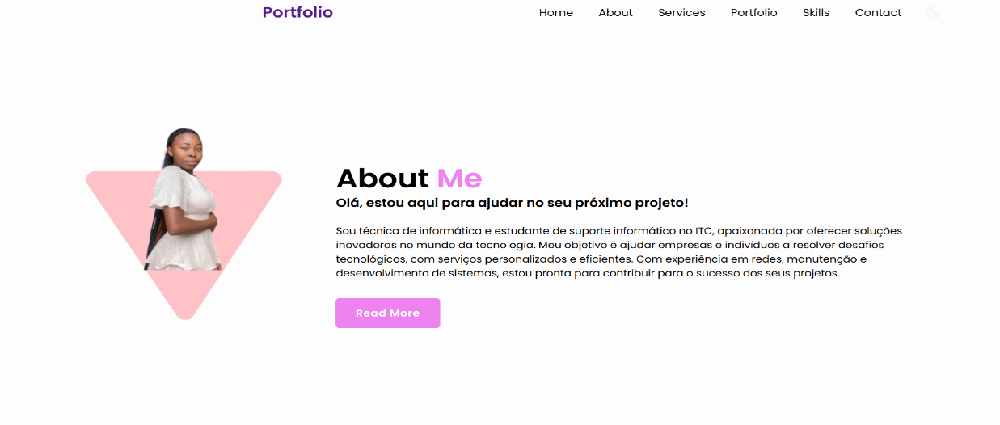 Portfolio
Home About Services Portfolio Skills Contact
About Me
Olá, estou aqui para ajudar no seu próximo projeto!
Sou técnica de informática e estudante de suporte informático no ITC, apaixonada por oferecer soluções
inovadoras no mundo da tecnologia. Meu objetivo é ajudar empresas e indivíduos a resolver desafios
tecnológicos, com serviços personalizados e eficientes. Com experiência em redes, manutenção e
desenvolvimento de sistemas, estou pronta para contribuir para o sucesso dos seus projetos.
Read More